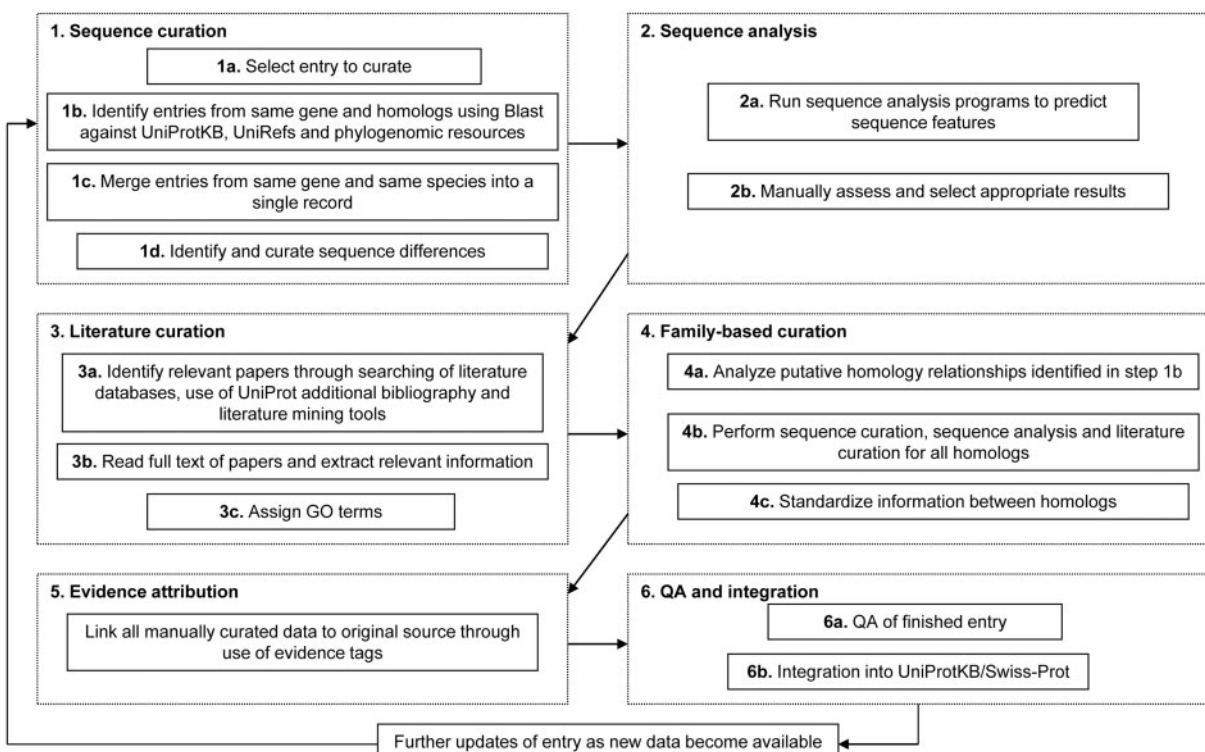 1. Sequence curation
1a. Select entry to curate
1b. Identify entries from same gene and homologs using Blast
against UniProtKB, UniRefs and phylogenomic resources
1c. Merge entries from same gene and same species into a
single record
1d. Identify and curate sequence differences
2. Sequence analysis
2a. Run sequence analysis programs to predict
sequence features
2b. Manually assess and select appropriate results
3. Literature curation
3a. Identify relevant papers through searching of literature
databases, use of UniProt additional bibliography and
literature mining tools
3b. Read full text of papers and extract relevant information
3c. Assign GO terms
4. Family-based curation
4a. Analyze putative homology relationships identified in step 1b
4b. Perform sequence curation, sequence analysis and literature
curation for all homologs
4c. Standardize information between homologs
5. Evidence attribution
Link all manually curated data to original source through
use of evidence tags
6. QA and integration
6a. QA of finished entry
6b. Integration into UniProtKB/Swiss-Prot
Further updates of entry as new data become available